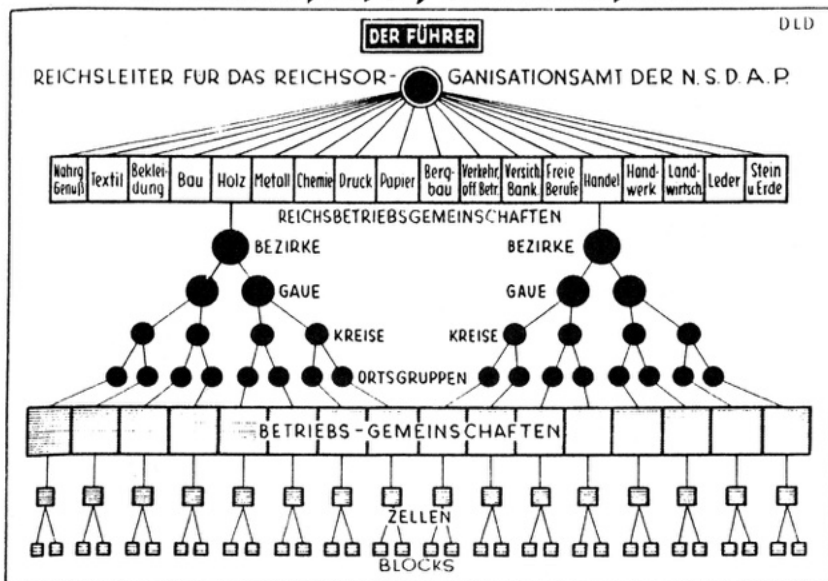 DLD
DER FÜHRER
REICHSLEITER FÜR DAS REICHSOR-GANISATIONSAMT DER N.S.D.A.P.
Nahrg. Genuß
Textil
Beklei-dung
Bau
Holz
Metall
Chemie
Druck
Papier
Berg-bau
Verkehr, öff Betr.
Versich. Bank.
Freie Berufe
Handel
Hand-werk
Land-wirtsch.
Leder
Stein u Erde
REICHSBETRIEBSGEMEINSCHAFTEN
BEZIRKE BEZIRKE
GAUE GAUE
KREISE KREISE
ORTSGRUPPEN
BETRIEBS-GEMEINSCHAFTEN
ZELLEN
BLOCKS